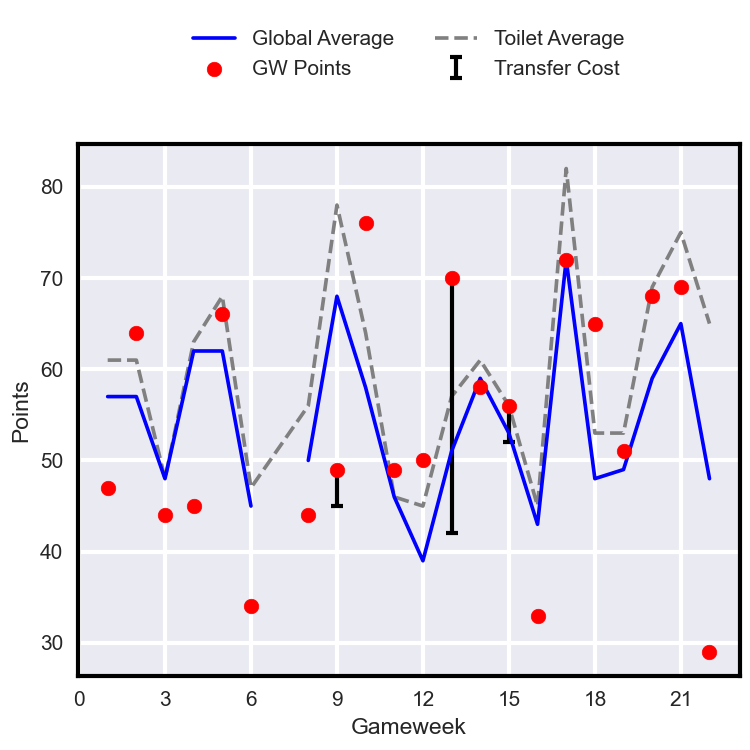 Global Average
Toilet Average
GW Points
Transfer Cost
80
70
60
50
40
30
Points
0 3 6 9 12 15 18 21
Gameweek